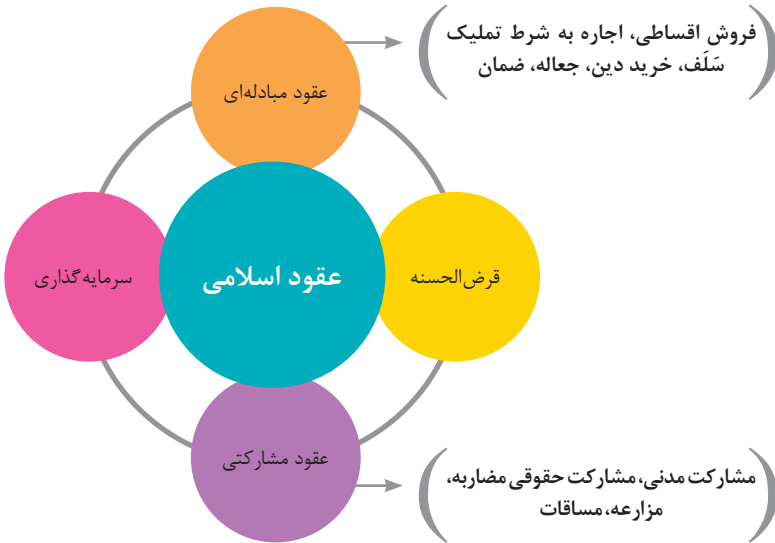 فروش اقساطی، اجاره به شرط تملیک
سَلَف، خرید دین، جعاله، ضمان
عقود مبادله‌ای
قرض‌الحسنه
عقود اسلامی
سرمایه‌گذاری
عقود مشارکتی
مشارکت مدنی، مشارکت حقوقی مضاربه،
مزارعه، مساقات